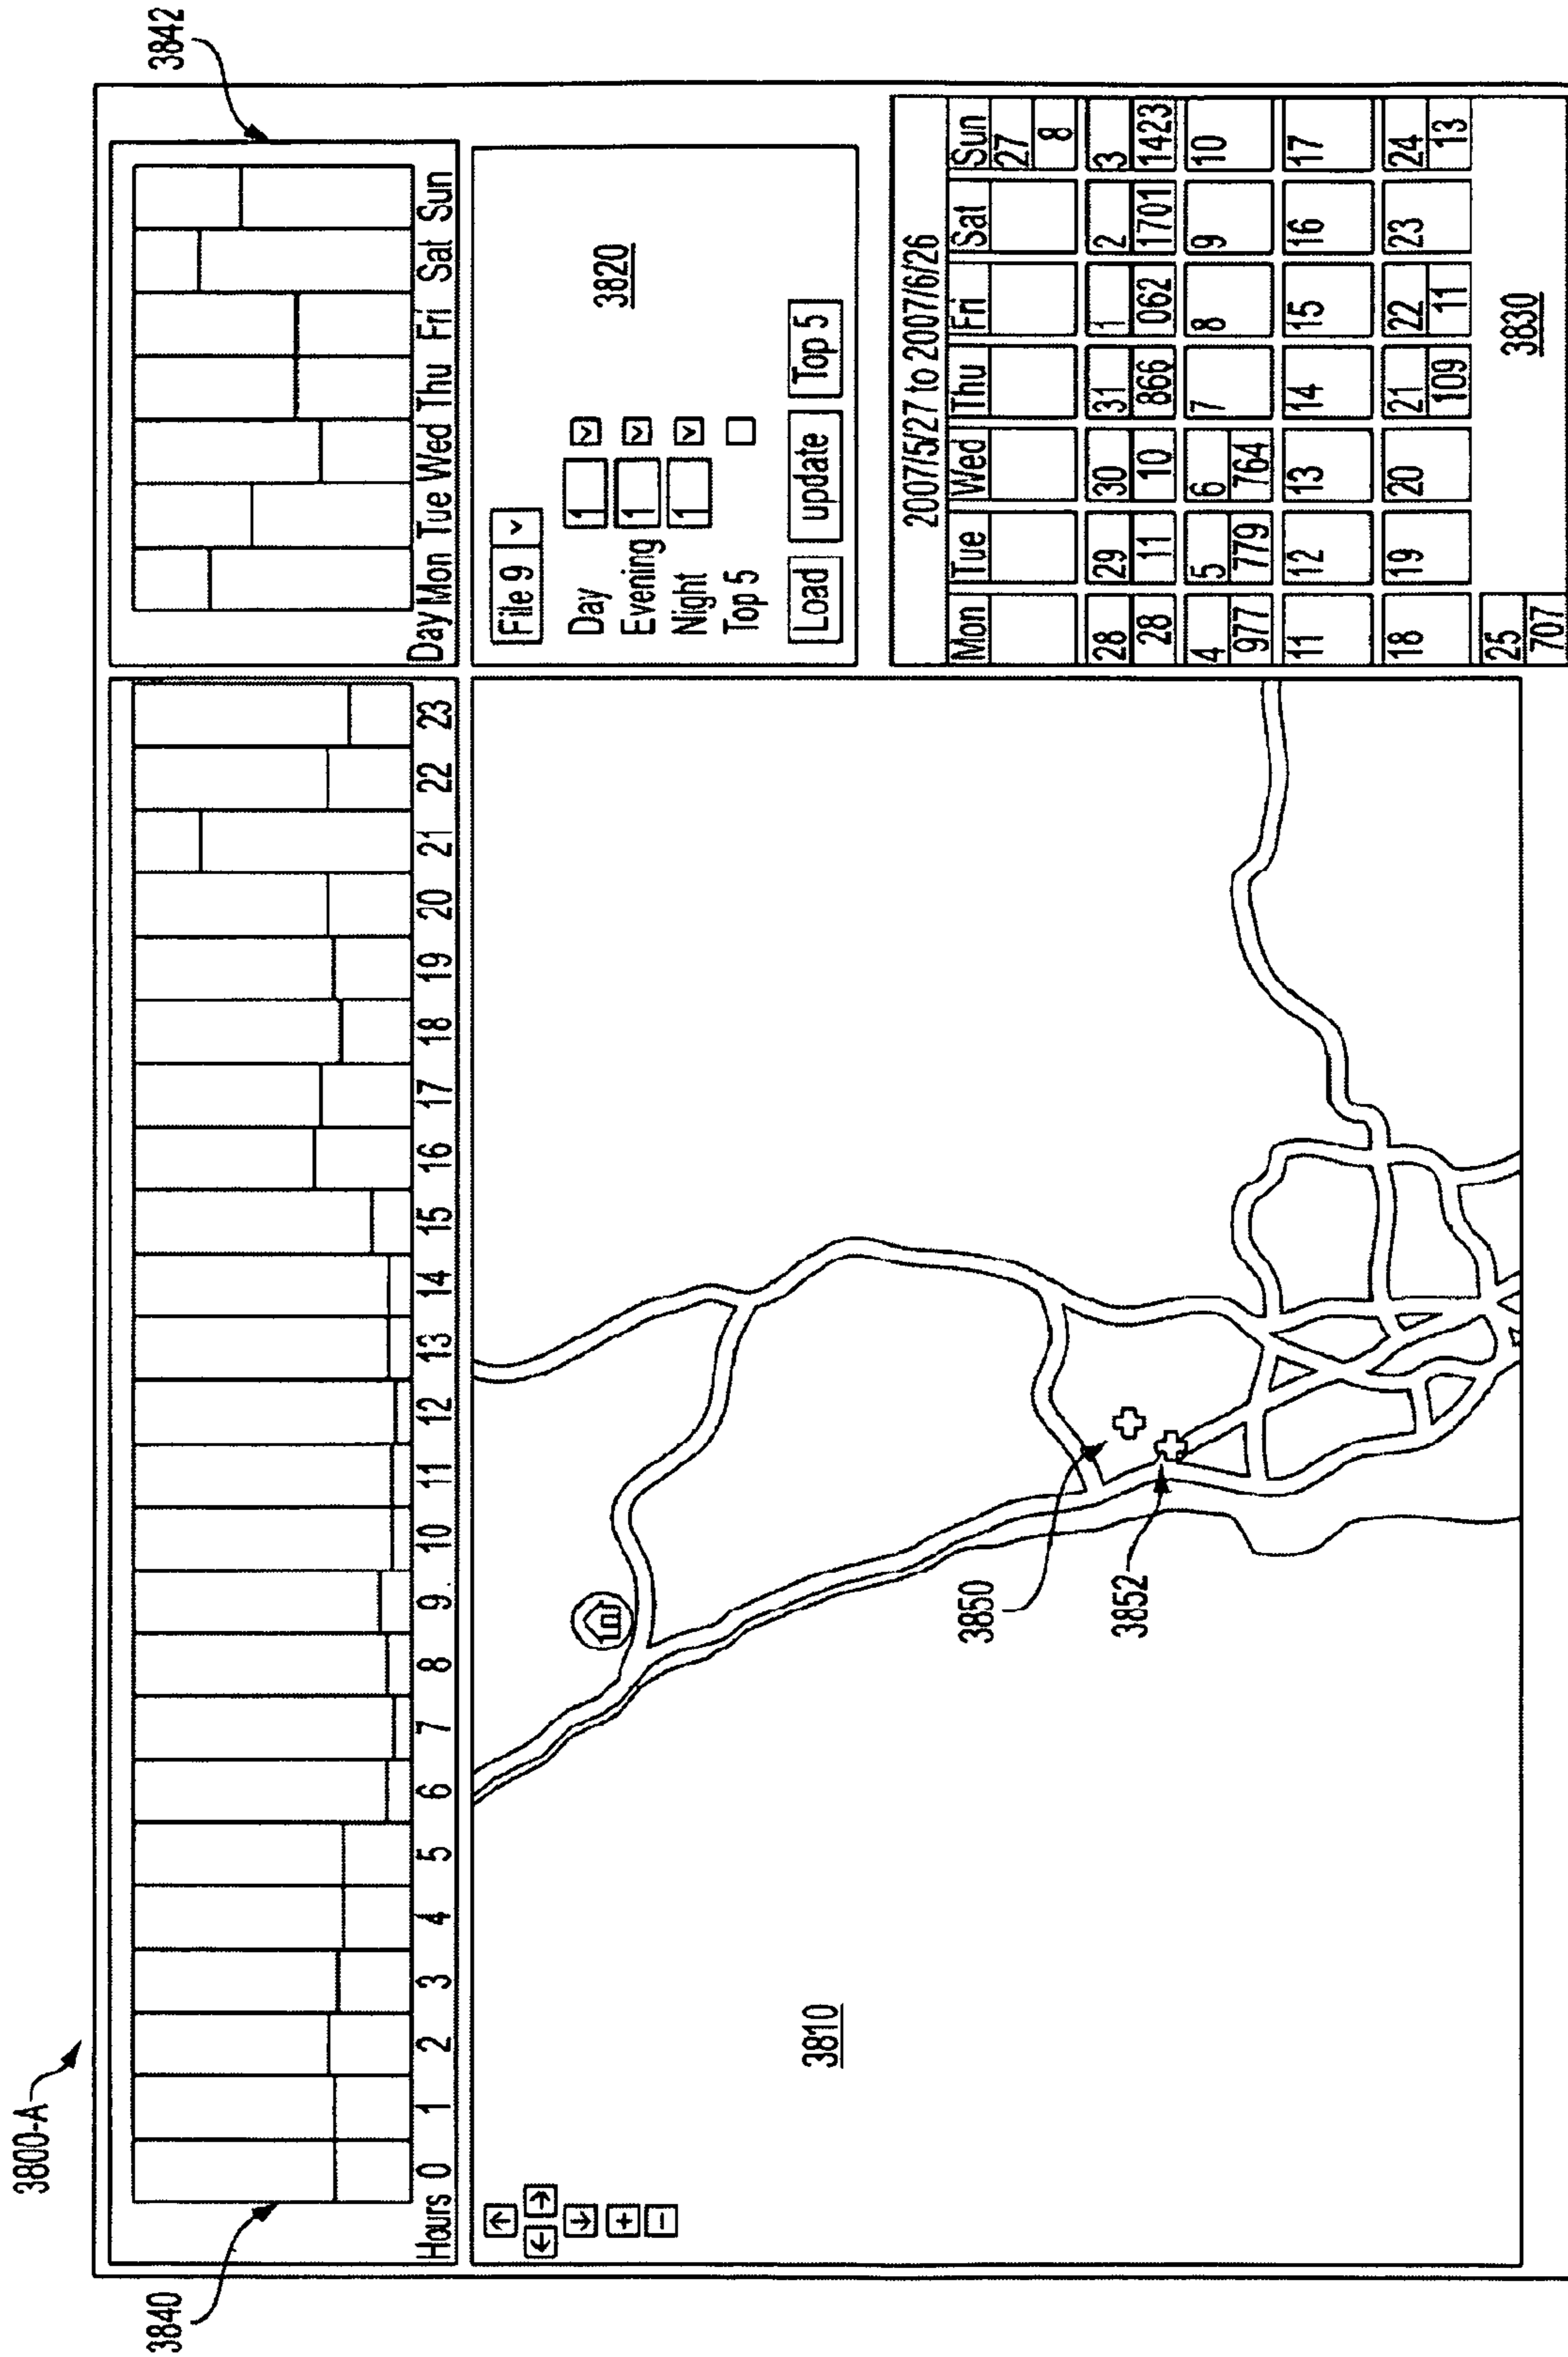 3800-A
3840
3842
Hours 0 1 2 3 4 5 6 7 8 9. 10 11 12 13 14 15 16 17 18 19 20 21 22 23
Day Mon Tue Wed Thu Fri Sat Sun
3810
3850
3852
File 9 v
Day 1 v
Evening 1 v
Night 1 v
Top 5
Load update Top 5
3820
2007/5/27 to 2007/6/26
Mon Tue Wed Thu Fri Sat Sun
27
8
28 29 30 31 1 2 3
28 11 10 866 062 1701 1423
4 5 6 7 8 9 10
977 779 764
11 12 13 14 15 16 17
18 19 20 21 22 23 24
109 11 13
25
707
3830